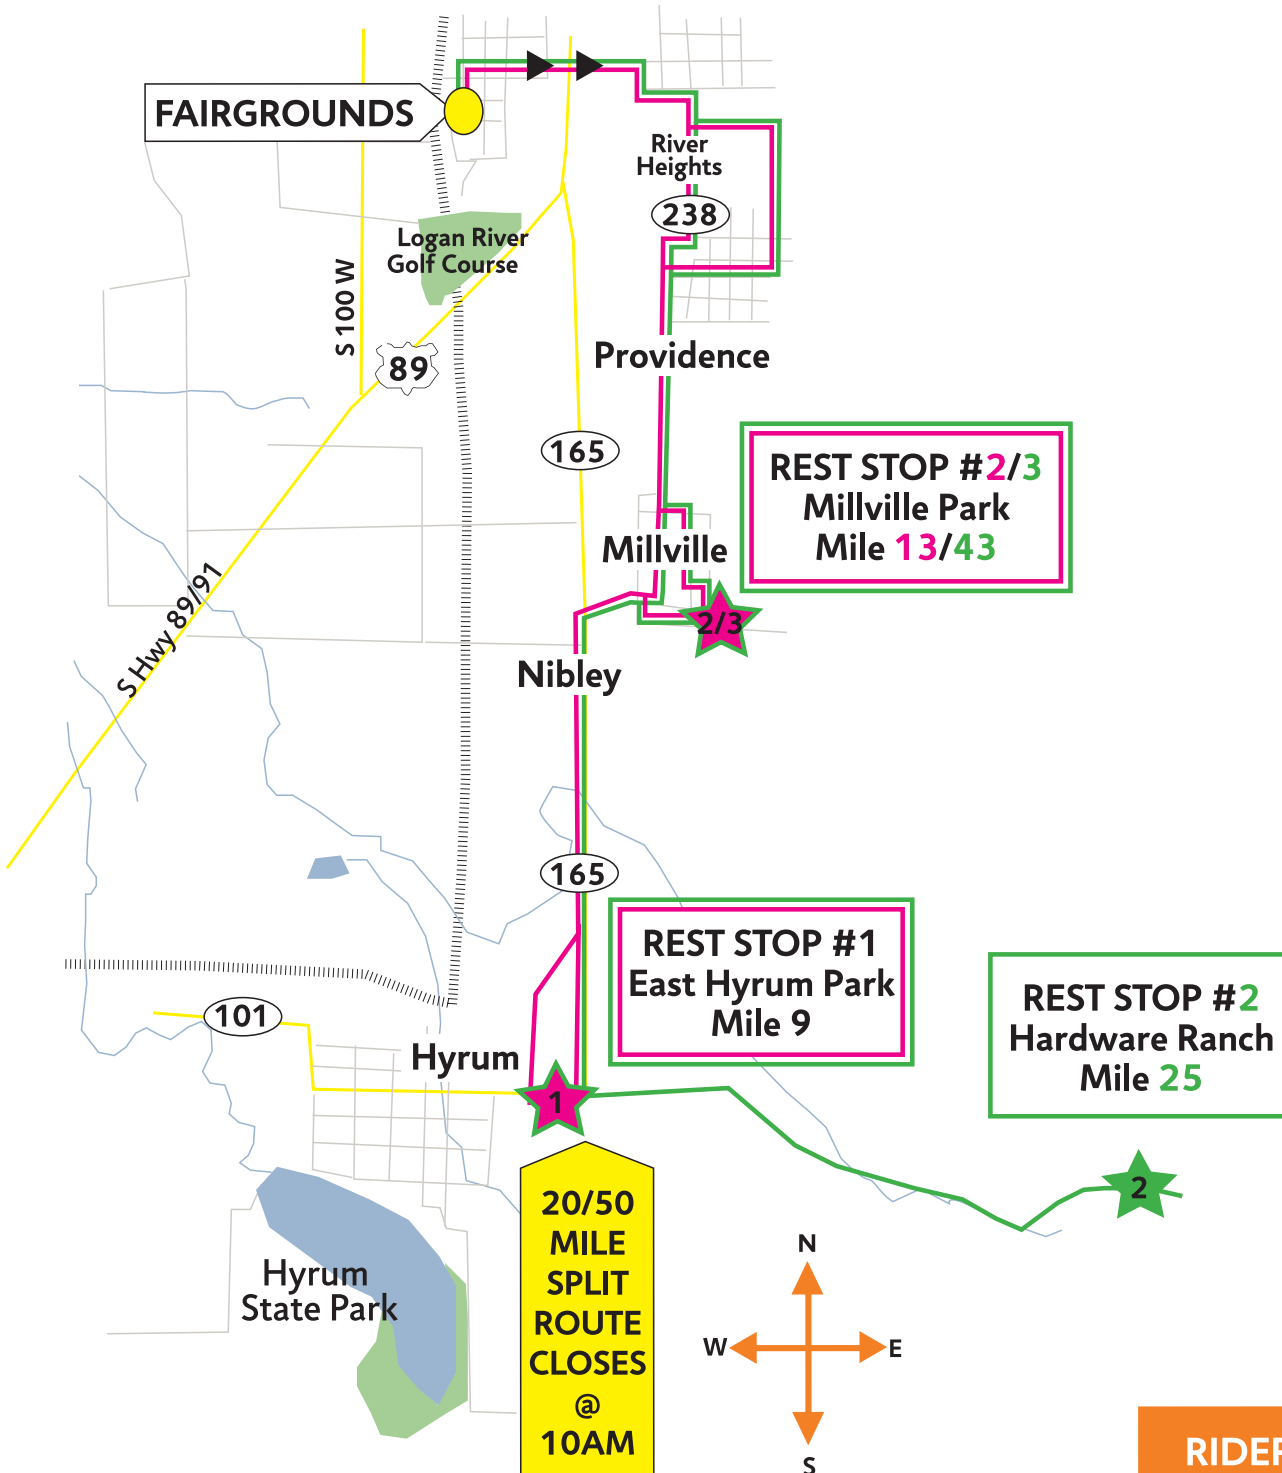 FAIRGROUNDS
River
Heights
238
Logan River
Golf Course
S 100 W
89
Providence
165
REST STOP #2/3
Millville Park
Mile 13/43
Millville
2/3
S Hwy 89/91
Nibley
165
REST STOP #1
East Hyrum Park
Mile 9
REST STOP #2
Hardware Ranch
Mile 25
101
Hyrum
1
2
20/50
MILE
SPLIT
ROUTE
CLOSES
@
10AM
Hyrum
State Park
N
W
E
S
RIDER